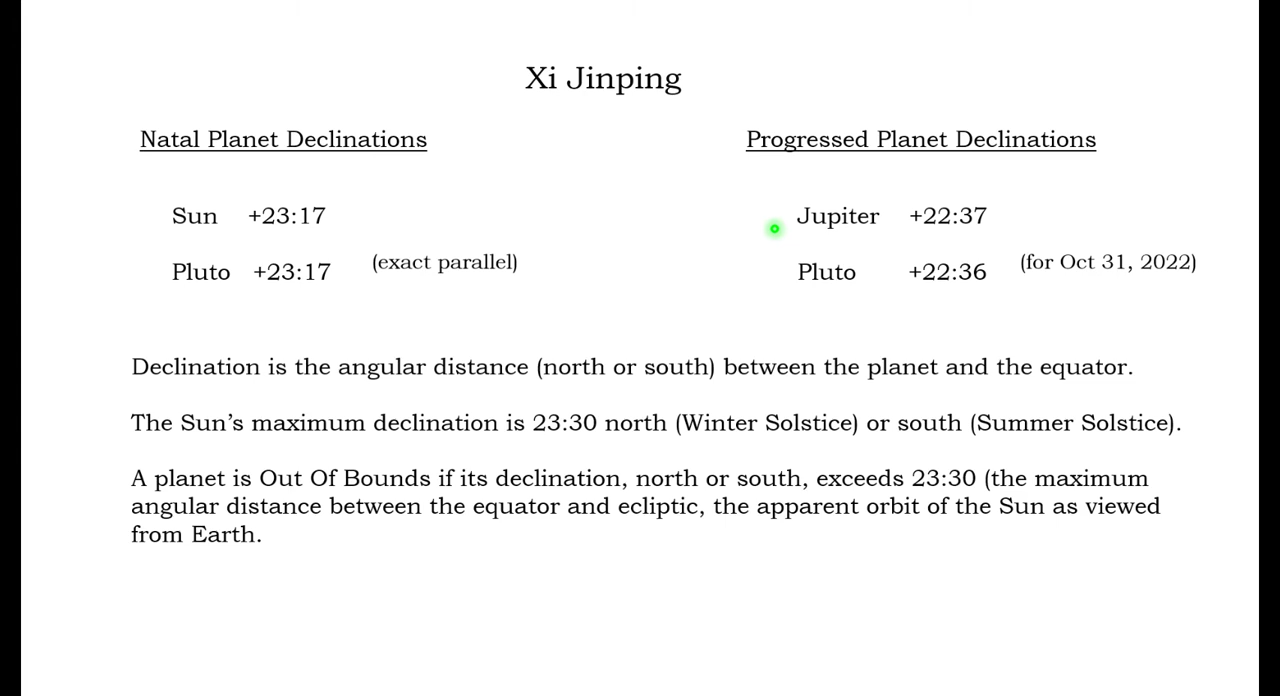 Xi Jinping
Natal Planet Declinations
Progressed Planet Declinations
Sun +23:17
Jupiter +22:37
Pluto +23:17 (exact parallel)
Pluto +22:36 (for Oct 31, 2022)
Declination is the angular distance (north or south) between the planet and the equator.
The Sun’s maximum declination is 23:30 north (Winter Solstice) or south (Summer Solstice).
A planet is Out Of Bounds if its declination, north or south, exceeds 23:30 (the maximum
angular distance between the equator and ecliptic, the apparent orbit of the Sun as viewed
from Earth.